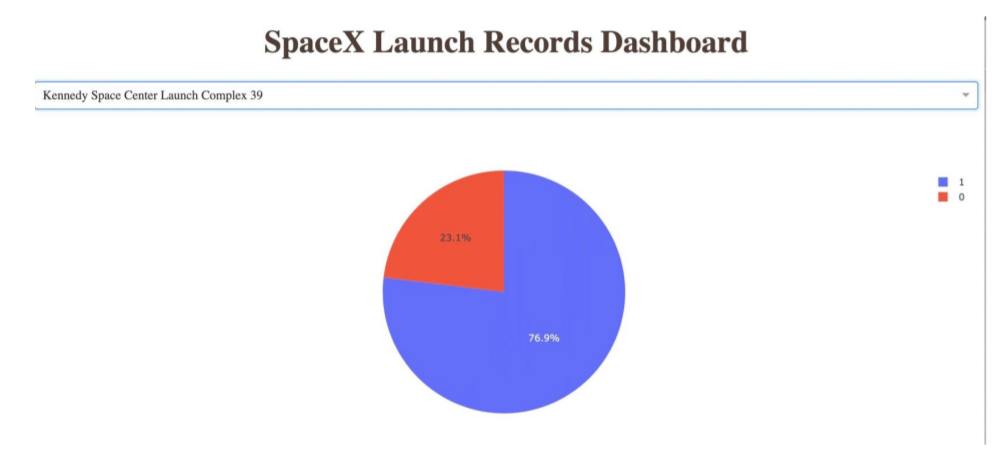 SpaceX Launch Records Dashboard
Kennedy Space Center Launch Complex 39
1
0
23.1%
76.9%